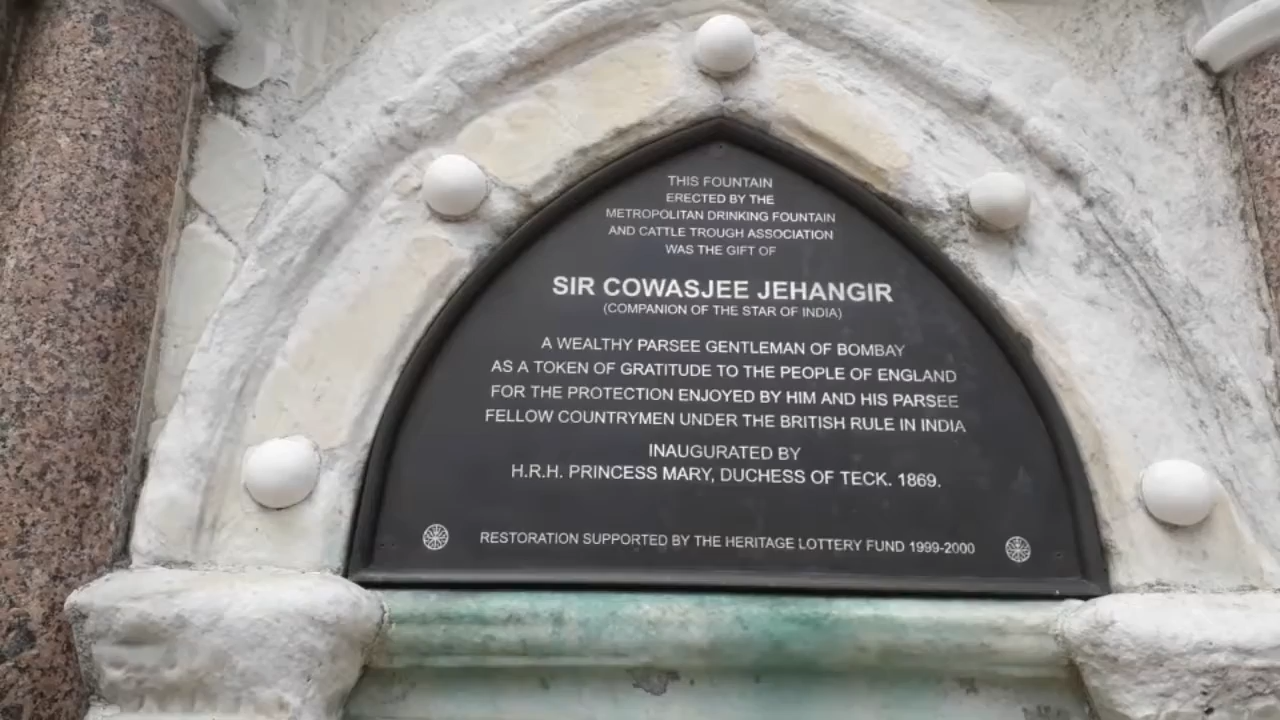 THIS FOUNTAIN
ERECTED BY THE
METROPOLITAN DRINKING FOUNTAIN
AND CATTLE TROUGH ASSOCIATION
WAS THE GIFT OF
SIR COWASJEE JEHANGIR
(COMPANION OF THE STAR OF INDIA)
A WEALTHY PARSEE GENTLEMAN OF BOMBAY
AS A TOKEN OF GRATITUDE TO THE PEOPLE OF ENGLAND
FOR THE PROTECTION ENJOYED BY HIM AND HIS PARSEE
FELLOW COUNTRYMEN UNDER THE BRITISH RULE IN INDIA
INAUGURATED BY
H.R.H. PRINCESS MARY, DUCHESS OF TECK. 1869.
RESTORATION SUPPORTED BY THE HERITAGE LOTTERY FUND 1999-2000